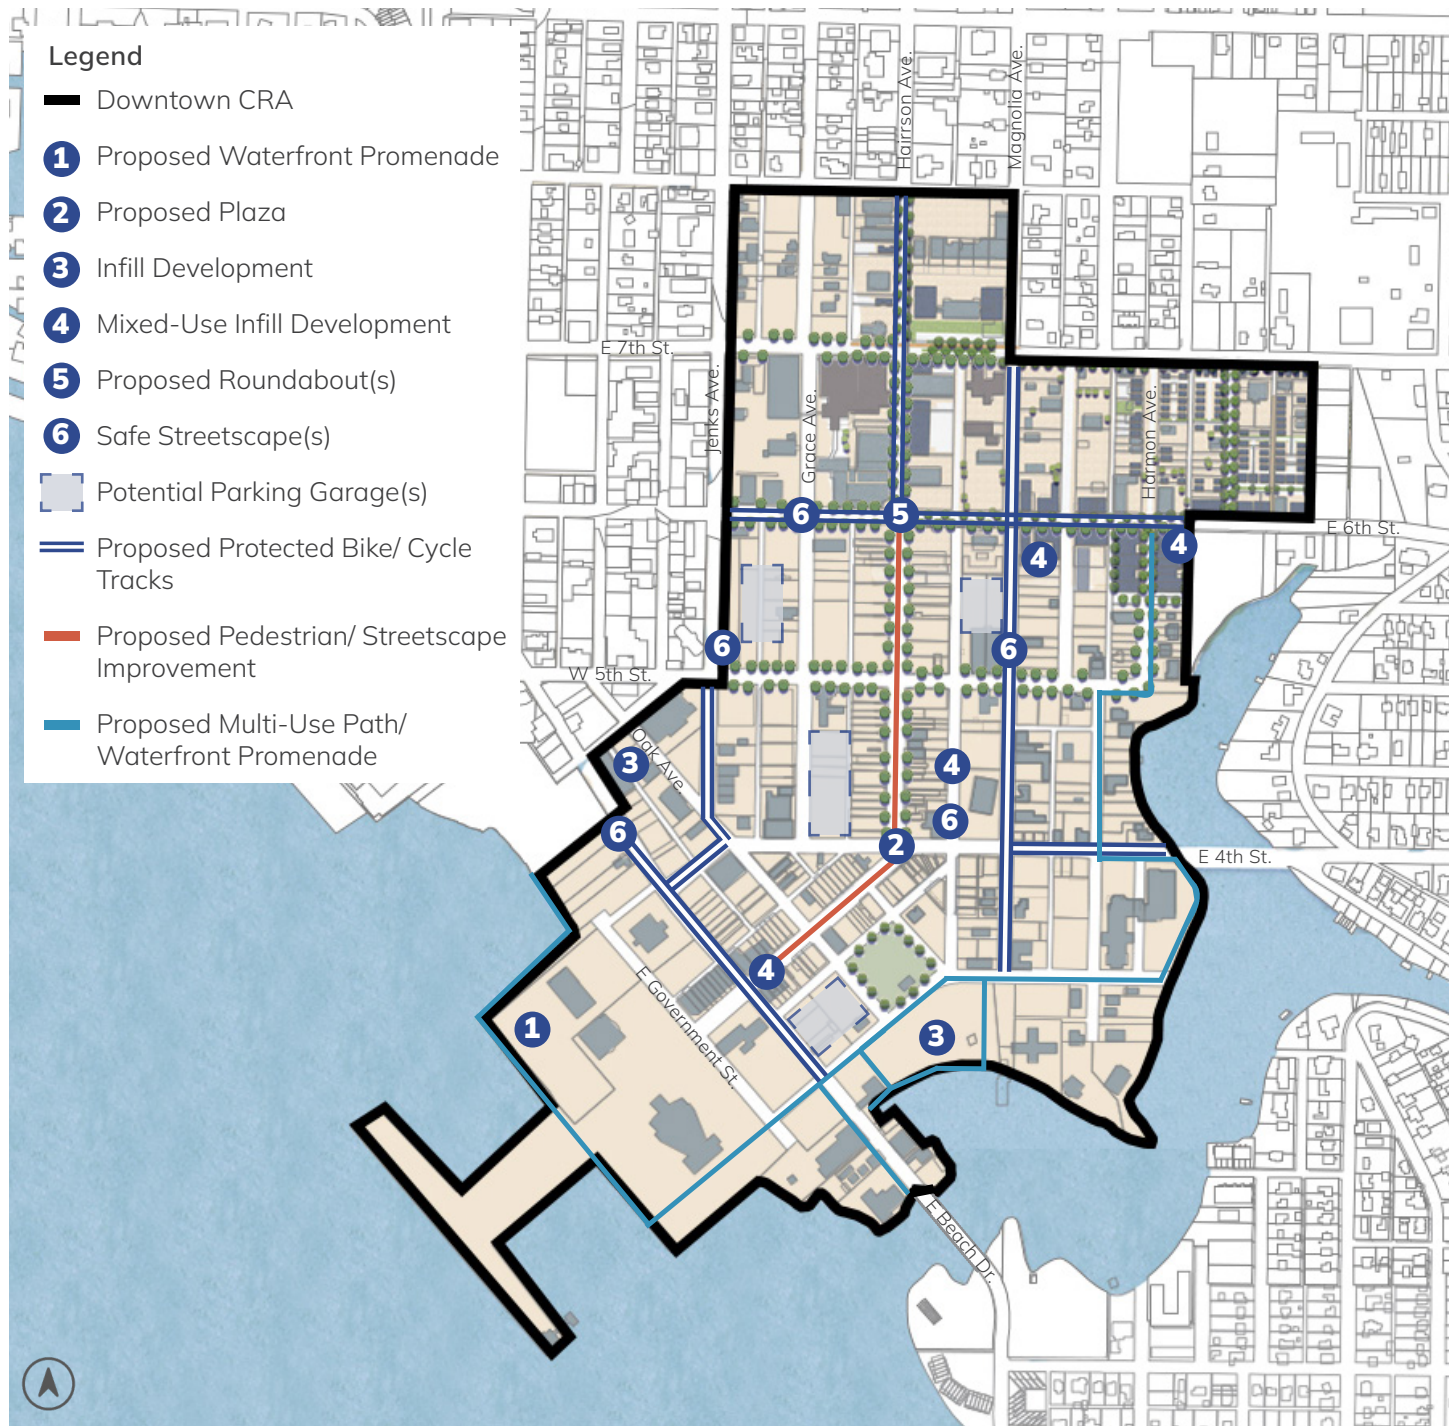 Legend
Downtown CRA
1 Proposed Waterfront Promenade
2 Proposed Plaza
3 Infill Development
4 Mixed-Use Infill Development
5 Proposed Roundabout(s)
6 Safe Streetscape(s)
Potential Parking Garage(s)
Proposed Protected Bike/ Cycle
Tracks
Proposed Pedestrian/ Streetscape
Improvement
Proposed Multi-Use Path/
Waterfront Promenade
Hairrson Ave.
Magnolia Ave.
E 7th St.
Jenks Ave.
Grace Ave.
Harmon Ave.
6
5
E 6th St.
4
4
6
6
W 5th St.
Oak Ave.
3
4
6
6
2
E 4th St.
4
E Government St.
1
3
E Beach Dr.